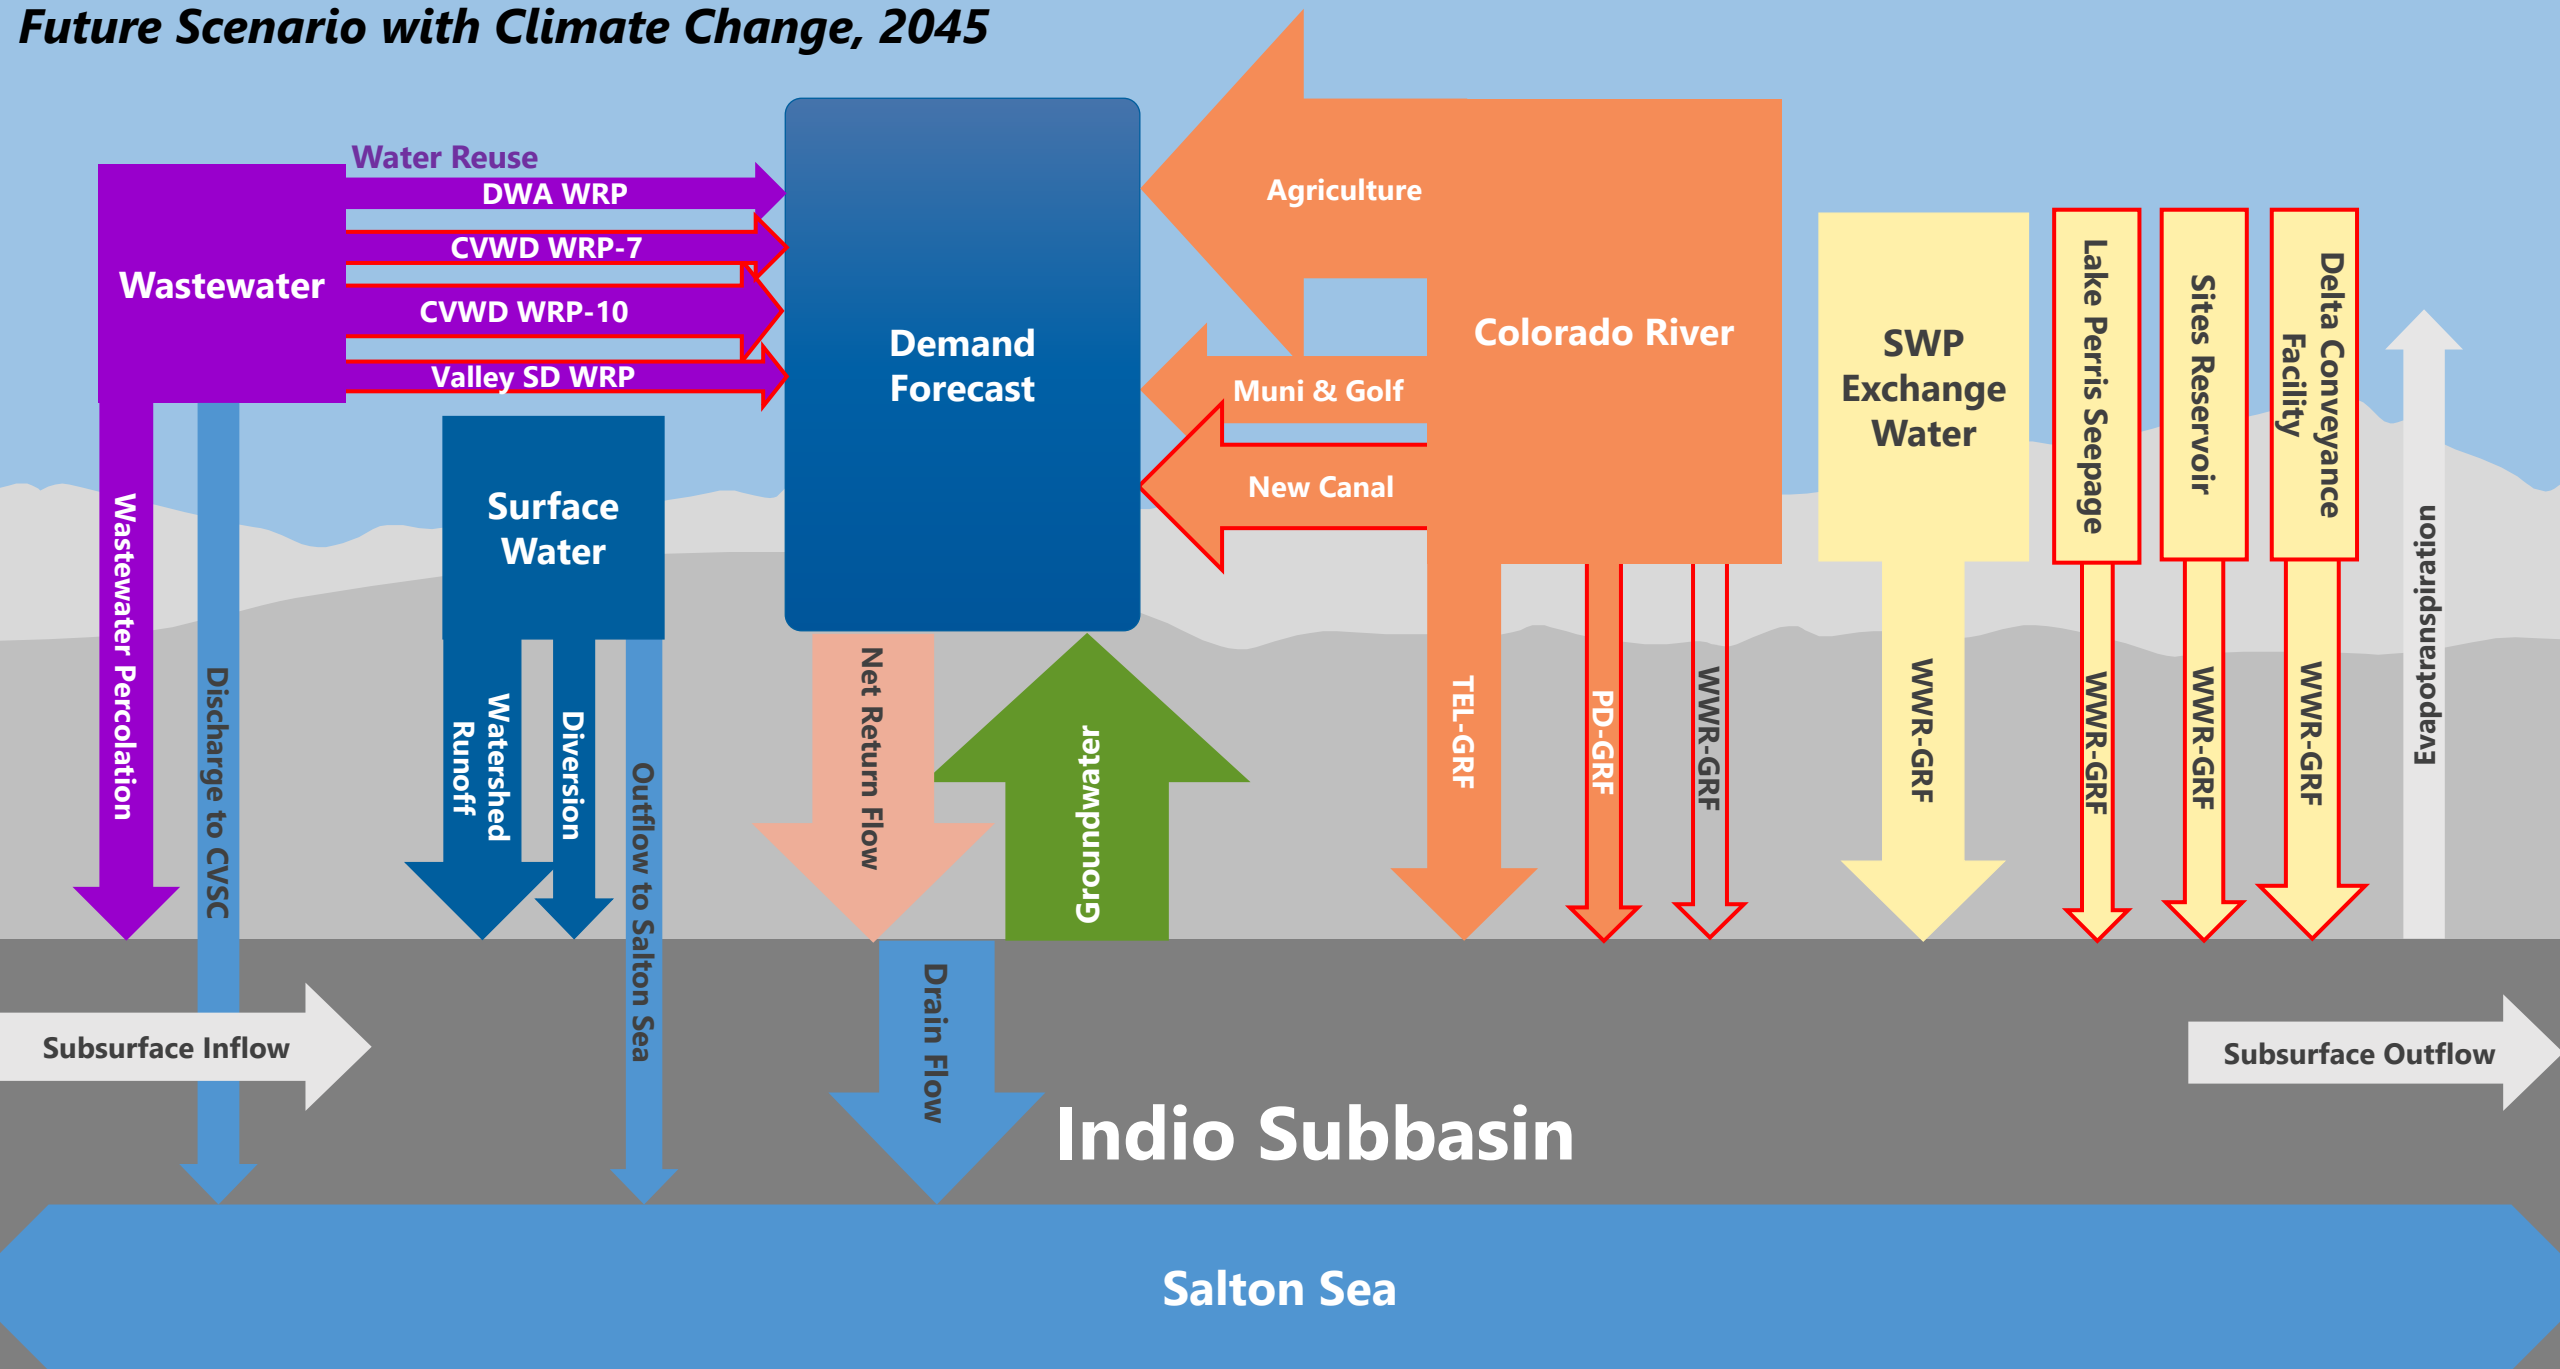 Future Scenario with Climate Change, 2045
Water Reuse
DWA WRP
CVWD WRP-7
CVWD WRP-10
Valley SD WRP
Wastewater
Wastewater Percolation
Discharge to CVSC
Surface
Water
Watershed
Runoff
Diversion
Outflow to Salton Sea
Demand
Forecast
Net Return Flow
Groundwater
Drain Flow
Agriculture
Muni & Golf
New Canal
Colorado River
TEL-GRF
PD-GRF
WWR-GRF
SWP
Exchange
Water
WWR-GRF
Lake Perris Seepage
WWR-GRF
Sites Reservoir
WWR-GRF
Delta Conveyance
Facility
WWR-GRF
Evapotranspiration
Subsurface Inflow
Subsurface Outflow
Indio Subbasin
Salton Sea